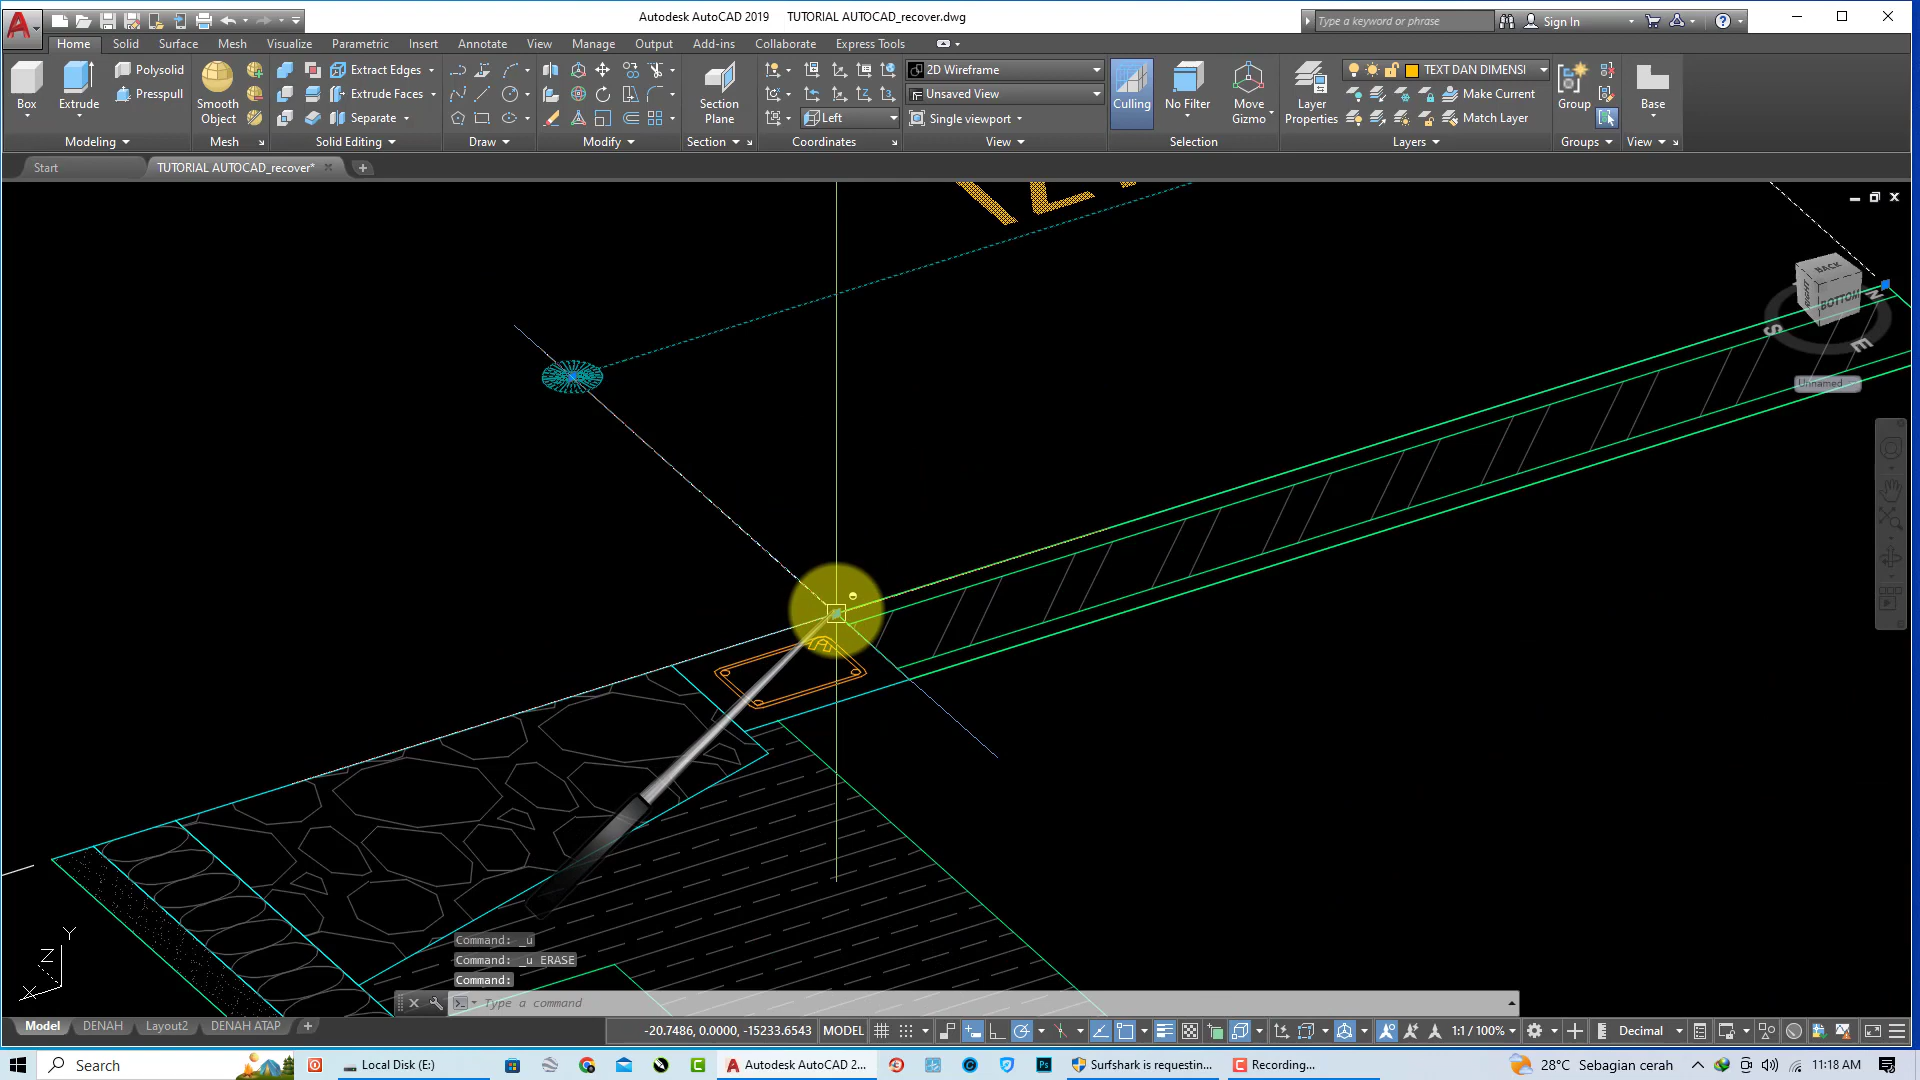 Autodesk AutoCAD 2019 TUTORIAL AUTOCAD_recover.dwg
Type a keyword or phrase
Sign In
Home Solid Surface Mesh Visualize Parametric Insert Annotate View Manage Output Add-ins Collaborate Express Tools
Box
Extrude
Polysolid
Presspull
Modeling
Smooth Object
Mesh
Extract Edges
Extrude Faces
Separate
Solid Editing
Draw
Modify
Section Plane
Section
Left
Coordinates
2D Wireframe
Unsaved View
Single viewport
View
Culling
No Filter
Move Gizmo
Selection
Layer Properties
TEXT DAN DIMENSI
Make Current
Match Layer
Layers
Group
Groups
Base
View
Start
TUTORIAL AUTOCAD_recover*
BACK
BOTTOM
RIGHT
N
S
E
Unnamed
Y
Z
X
Command: _u
Command: _u ERASE
Command:
Type a command
Model DENAH Layout2 DENAH ATAP
-20.7486, 0.0000, -15233.6543 MODEL
1:1 / 100%
Decimal
Search
Local Disk (E:)
Autodesk AutoCAD 2...
Surfshark is requestin...
Recording...
28°C Sebagian cerah
11:18 AM